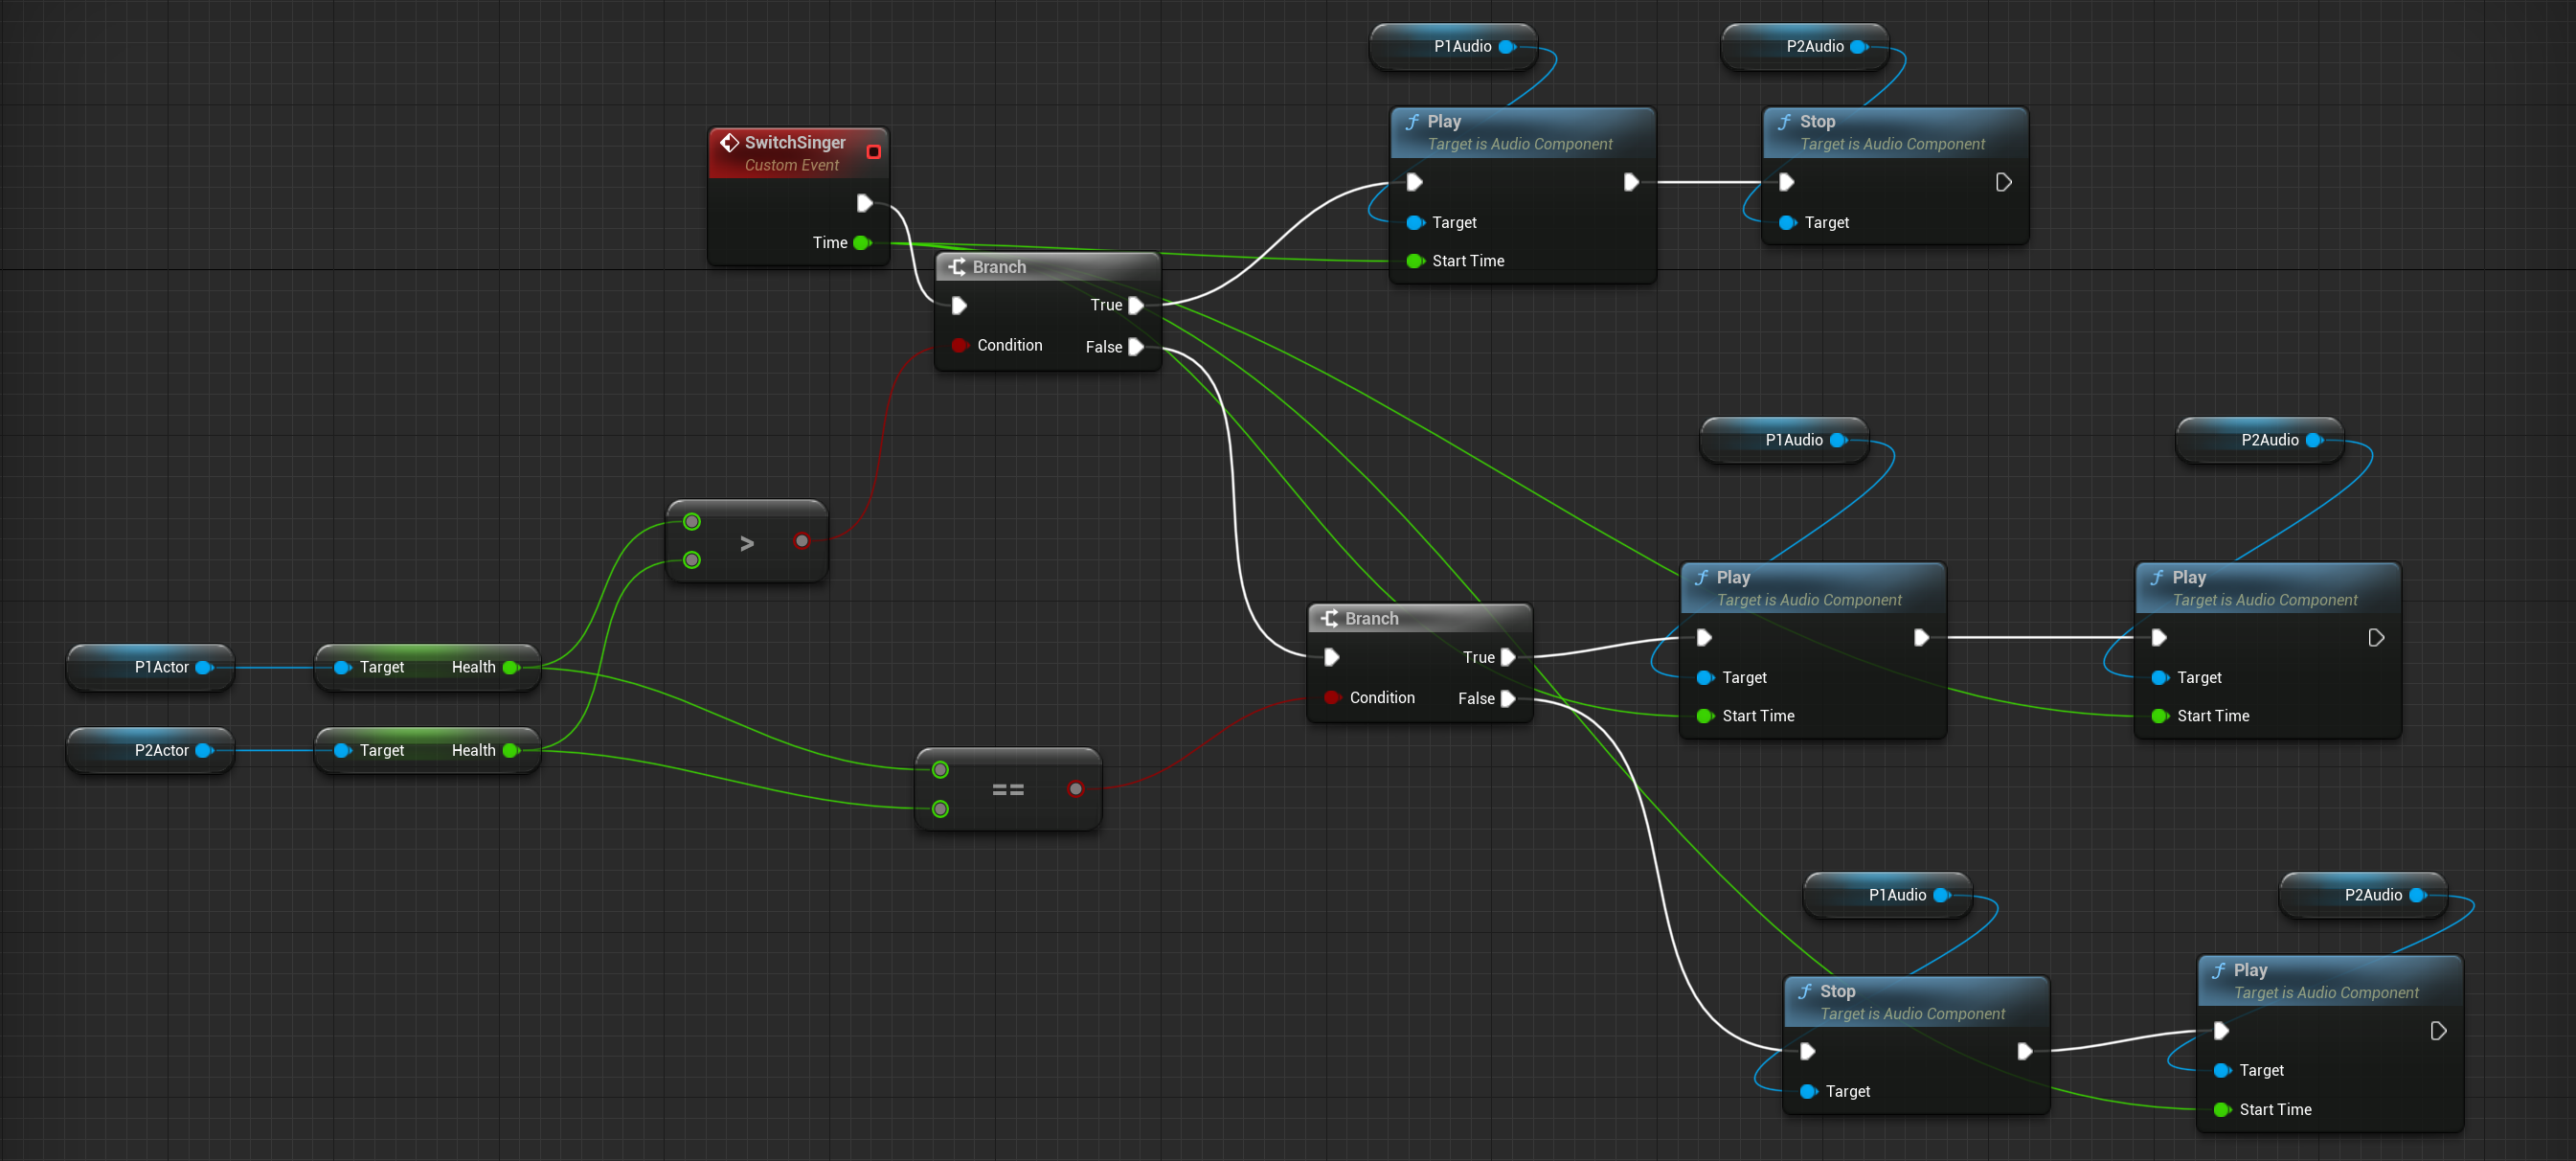 P1Audio
P2Audio
Play
Target is Audio Component
Target
Start Time
Stop
Target is Audio Component
Target
SwitchSinger
Custom Event
Time
Branch
True
Condition
False
P1Audio
P2Audio
>
Branch
True
Condition
False
Play
Target is Audio Component
Target
Start Time
Play
Target is Audio Component
Target
Start Time
P1Actor
Target Health
P2Actor
Target Health
==
P1Audio
P2Audio
Stop
Target is Audio Component
Target
Play
Target is Audio Component
Target
Start Time